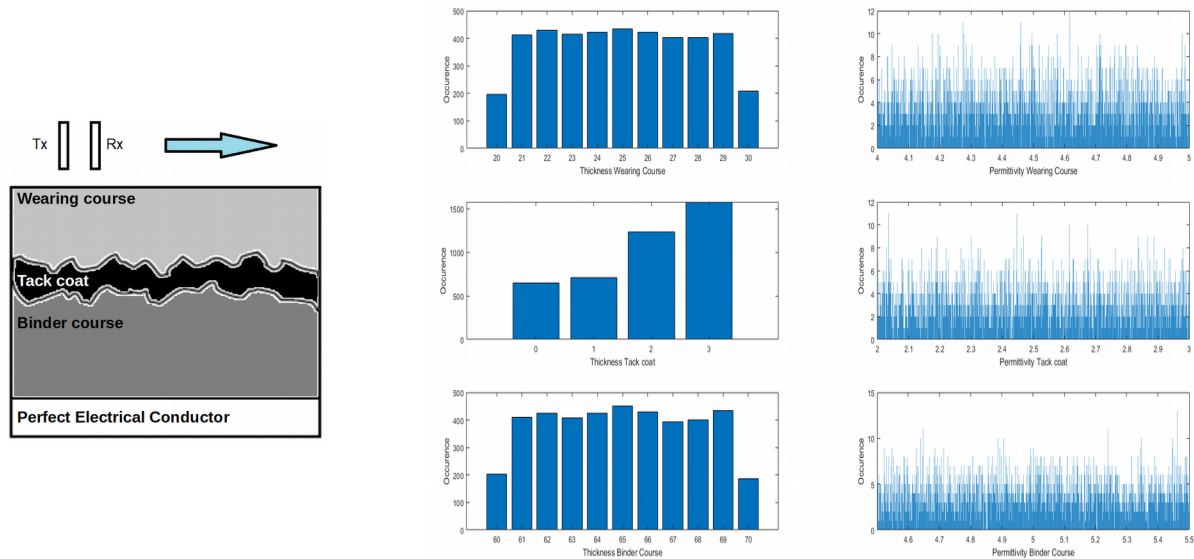 Tx
Rx
Wearing course
Tack coat
Binder course
Perfect Electrical Conductor
500
400
300
200
100
0
Occurence
20 21 22 23 24 25 26 27 28 29 30
Thickness Wearing Course
12
10
8
6
4
2
0
Occurence
4 4.1 4.2 4.3 4.4 4.5 4.6 4.7 4.8 4.9 5
Permittivity Wearing Course
1500
1000
500
0
Occurence
0 1 2 3
Thickness Tack coat
12
10
8
6
4
2
0
Occurence
2 2.1 2.2 2.3 2.4 2.5 2.6 2.7 2.8 2.9 3
Permittivity Tack coat
500
400
300
200
100
0
Occurence
60 61 62 63 64 65 66 67 68 69 70
Thickness Binder Course
15
10
5
0
Occurence
4.6 4.7 4.8 4.9 5 5.1 5.2 5.3 5.4 5.5
Permittivity Binder Course